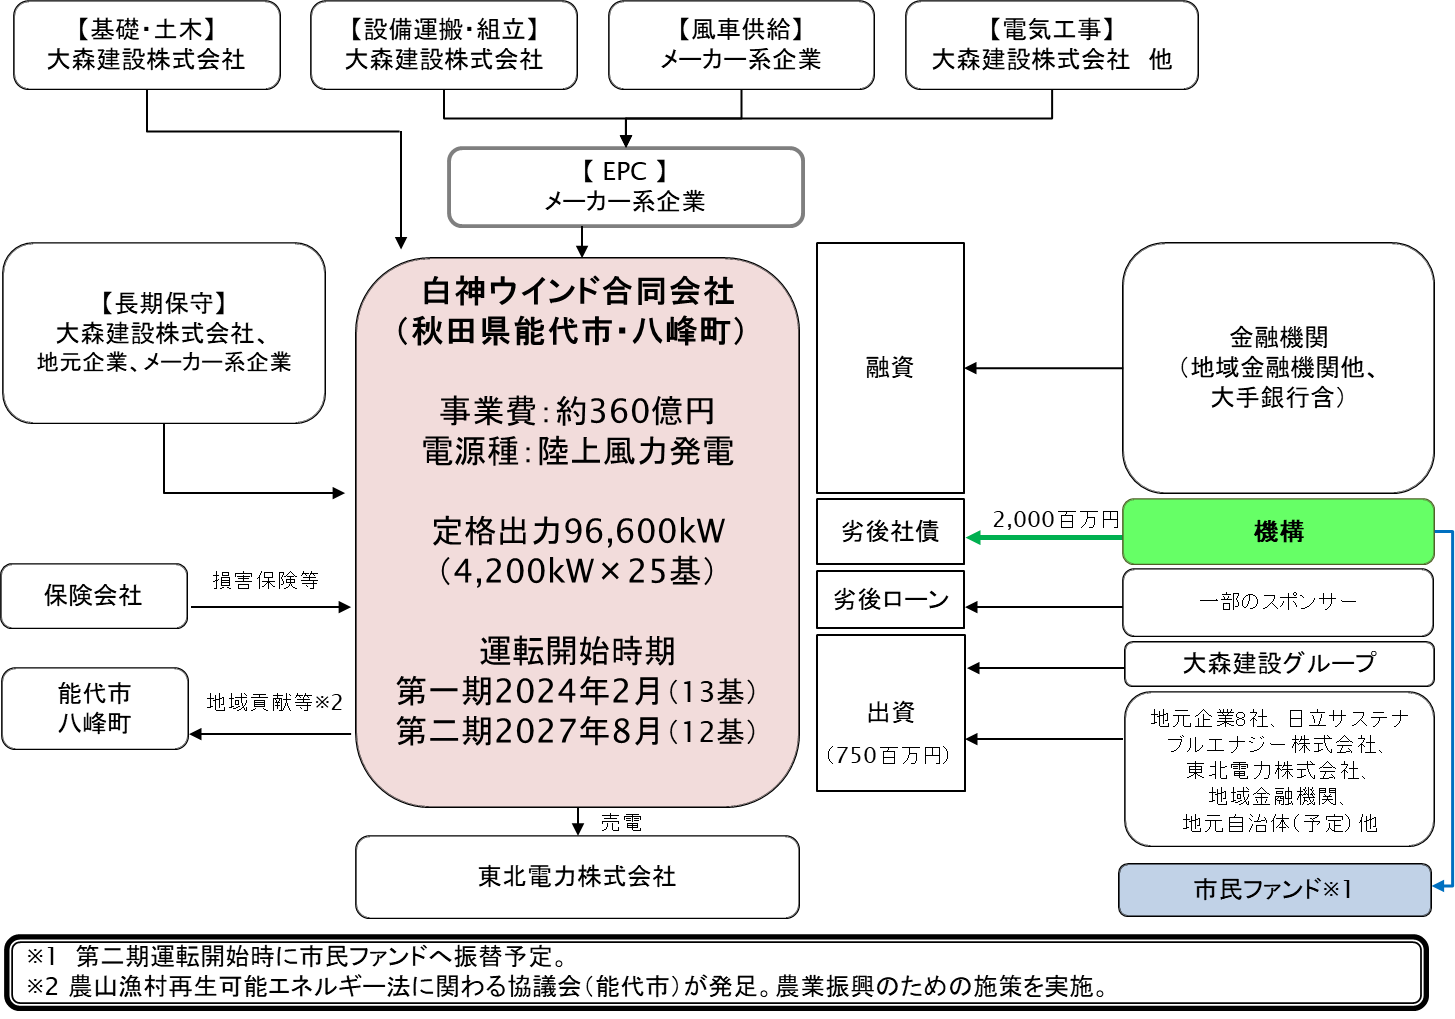 【基礎・土木】
大森建設株式会社
【設備運搬・組立】
大森建設株式会社
【風車供給】
メーカー系企業
【電気工事】
大森建設株式会社　他
【 EPC 】
メーカー系企業
【長期保守】
大森建設株式会社、
地元企業、メーカー系企業
白神ウインド合同会社
（秋田県能代市・八峰町）
事業費：約360億円
電源種：陸上風力発電
定格出力96,600kW
（4,200kW×25基）
運転開始時期
第一期2024年2月（13基）
第二期2027年8月（12基）
保険会社
損害保険等
能代市
八峰町
地域貢献等※2
売電
東北電力株式会社
融資
金融機関
（地域金融機関他、
大手銀行含）
劣後社債
2,000百万円
機構
劣後ローン
一部のスポンサー
出資
（750百万円）
大森建設グループ
地元企業8社、日立サステナ
ブルエナジー株式会社、
東北電力株式会社、
地域金融機関、
地元自治体（予定）他
市民ファンド※1
※1　第二期運転開始時に市民ファンドへ振替予定。
※2 農山漁村再生可能エネルギー法に関わる協議会（能代市）が発足。農業振興のための施策を実施。